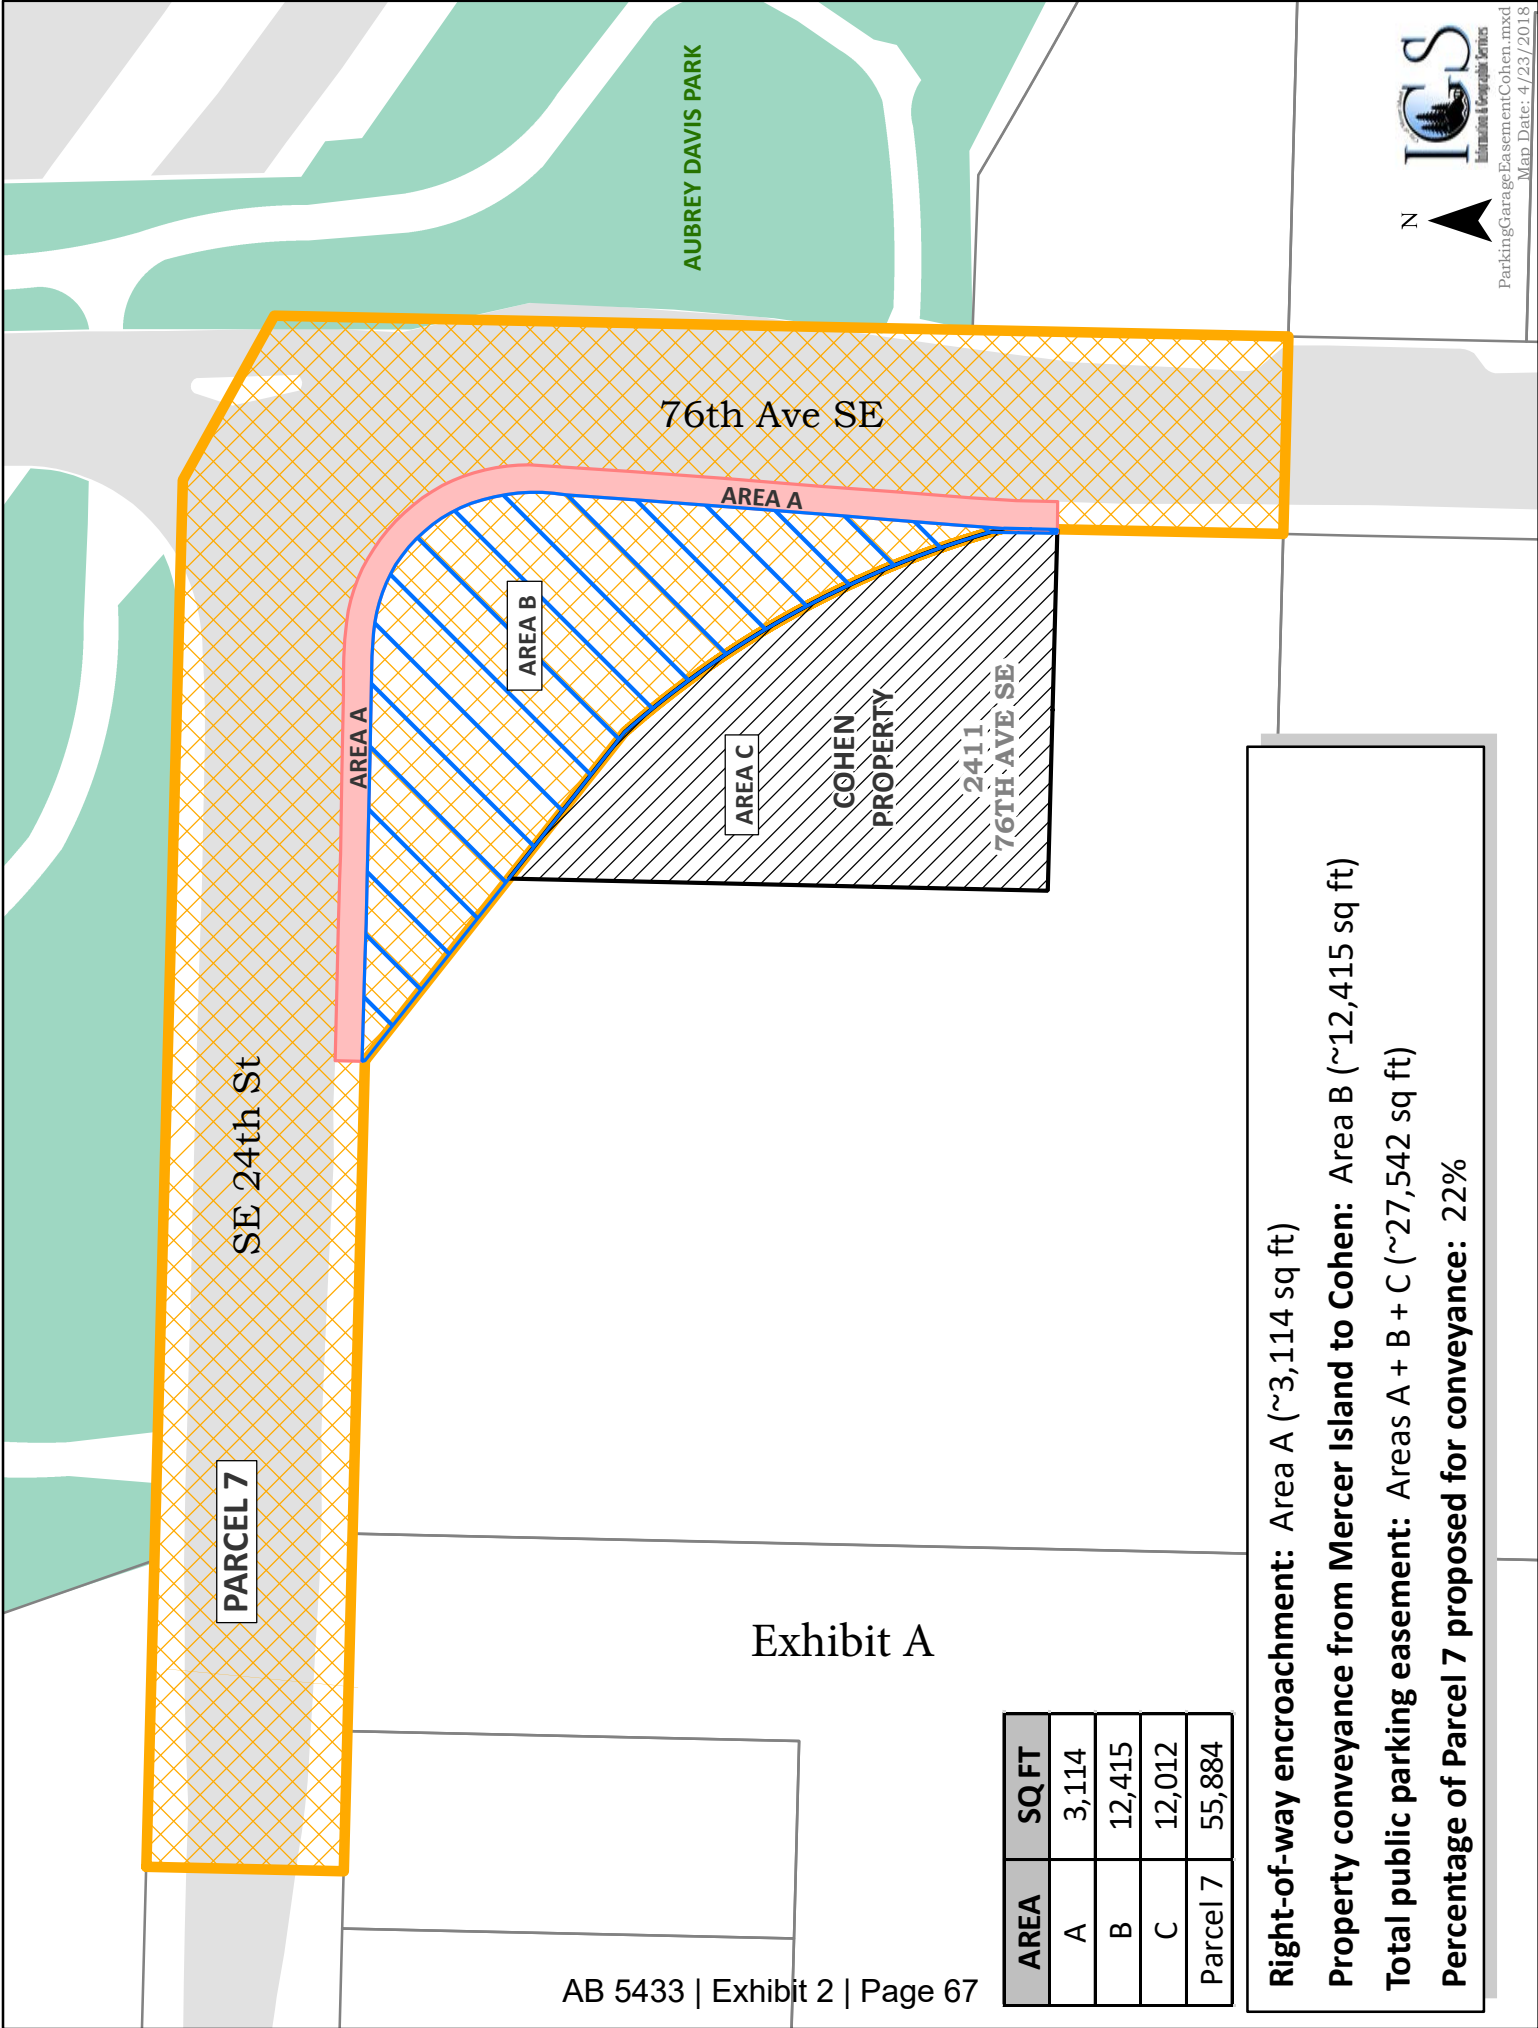 AUBREY DAVIS PARK
76th Ave SE
AREA A
AREA A
AREA B
AREA C
COHEN
PROPERTY
2411
76TH AVE SE
SE 24th St
PARCEL 7
Exhibit A
AREA SQ FT
A 3,114
B 12,415
C 12,012
Parcel 7 55,884
Right-of-way encroachment: Area A (~3,114 sq ft)
Property conveyance from Mercer Island to Cohen: Area B (~12,415 sq ft)
Total public parking easement: Areas A + B + C (~27,542 sq ft)
Percentage of Parcel 7 proposed for conveyance: 22%
N
IGS
Information & Geographic Services
ParkingGarageEasementCohen.mxd
Map Date: 4/23/2018
AB 5433 | Exhibit 2 | Page 67